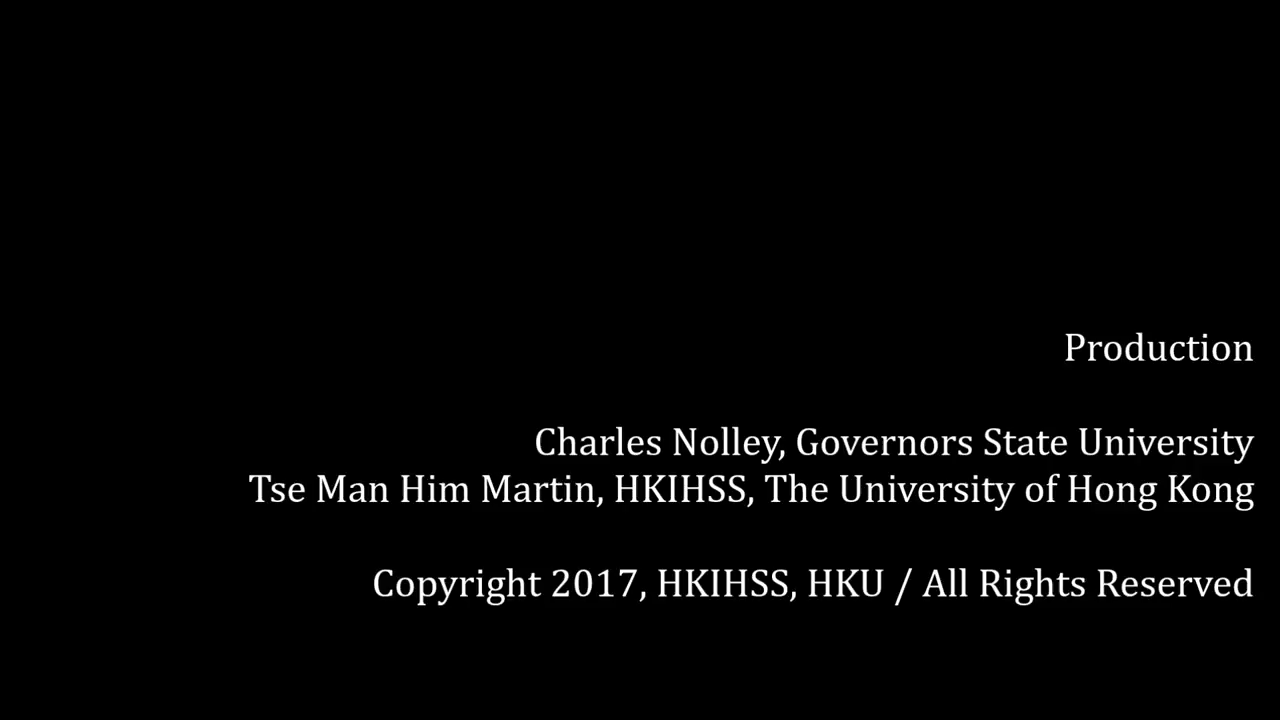 Production
Charles Nolley, Governors State University
Tse Man Him Martin, HKIHSS, The University of Hong Kong
Copyright 2017, HKIHSS, HKU / All Rights Reserved